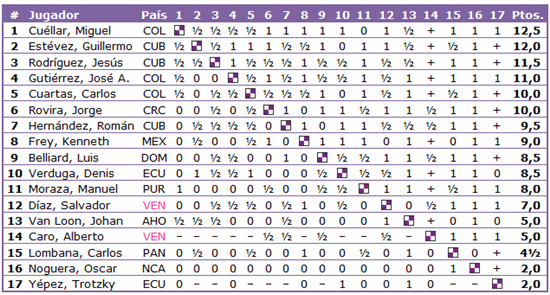 # Jugador País 1 2 3 4 5 6 7 8 9 10 11 12 13 14 15 16 17 Ptos.
1 Cuéllar, Miguel COL ½ ½ ½ ½ 1 1 1 1 1 0 1 ½ + 1 1 1 12,5
2 Estévez, Guillermo CUB ½ ½ 1 1 1 ½ ½ 1 0 1 1 ½ + ½ 1 + 12,0
3 Rodríguez, Jesús CUB ½ ½ 1 ½ ½ ½ 1 ½ ½ 1 ½ ½ + 1 1 1 11,5
4 Gutiérrez, José A. COL ½ 0 0 ½ 1 ½ ½ 1 ½ 1 1 ½ + 1 1 1 11,0
5 Cuartas, Carlos COL ½ 0 ½ ½ ½ ½ 1 ½ 0 1 1 1 + ½ 1 + 10,0
6 Rovira, Jorge CRC 0 0 ½ 0 ½ 1 0 1 1 ½ 1 1 ½ 1 1 1 10,0
7 Hernández, Román CUB 0 ½ ½ ½ ½ 0 1 0 1 1 ½ ½ ½ 1 1 + 9,5
8 Frey, Kenneth MEX 0 ½ 0 ½ 0 1 0 ½ 1 1 1 0 1 + 0 1 1 9,0
9 Belliard, Luis DOM 0 0 ½ 0 ½ 0 1 0 ½ ½ 1 ½ ½ 1 1 + 8,5
10 Verduga, Denis ECU 0 1 ½ ½ 1 0 0 0 ½ ½ ½ 1 + 1 1 0 8,5
11 Moraza, Manuel PUR 1 0 0 0 0 ½ 0 0 ½ ½ 1 1 + ½ 1 1 8,0
12 Díaz, Salvador VEN 0 0 ½ 0 0 0 ½ 0 0 ½ 0 0 ½ 1 1 1 7,0
13 Van Loon, Johan AHO ½ ½ ½ 0 0 0 ½ 1 ½ 0 0 0 + 0 1 0 5,0
14 Caro, Alberto VEN – – – – – ½ ½ – ½ – – ½ – 1 1 1 5,0
15 Lombana, Carlos PAN 0 ½ 0 0 ½ 0 0 1 0 0 ½ 0 1 0 0 + 4½
16 Noguera, Oscar NCA 0 0 0 0 0 0 0 0 0 0 0 0 0 0 1 + 2,0
17 Yépez, Trotzky ECU 0 – 0 0 – 0 – 0 – 1 0 0 1 0 – – 2,0